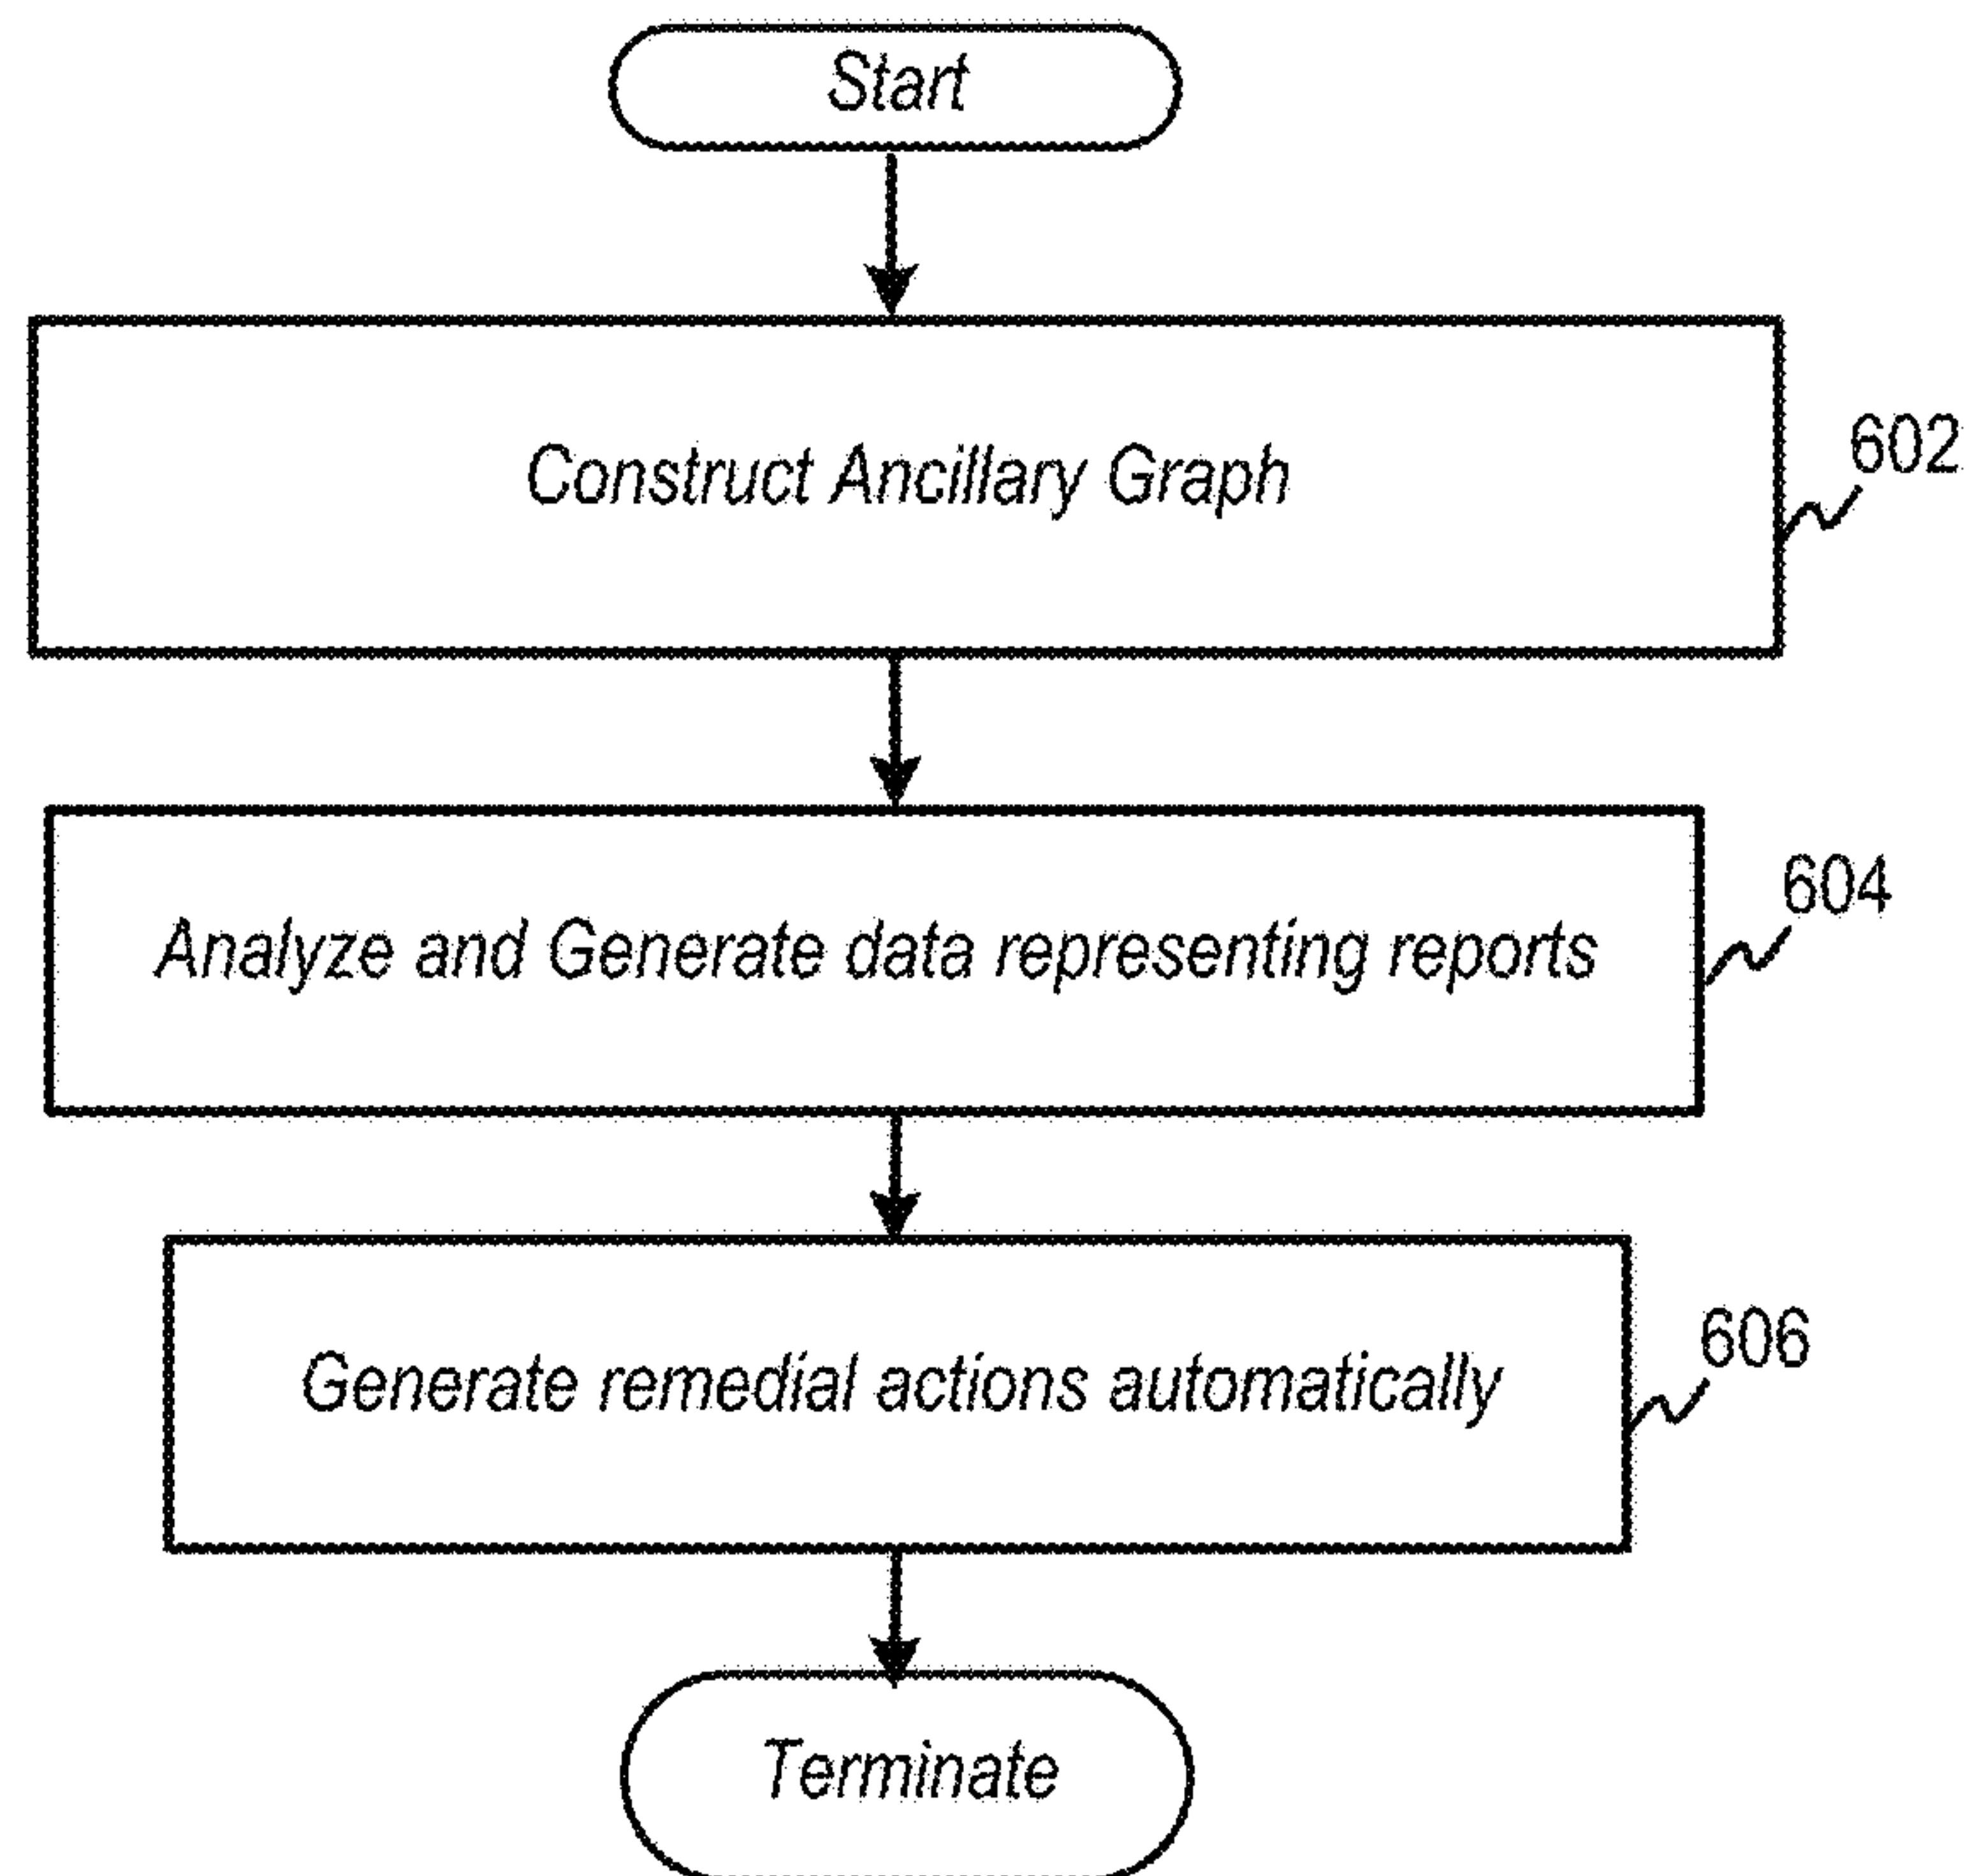 Start
Construct Ancillary Graph
602
Analyze and Generate data representing reports
604
Generate remedial actions automatically
606
Terminate